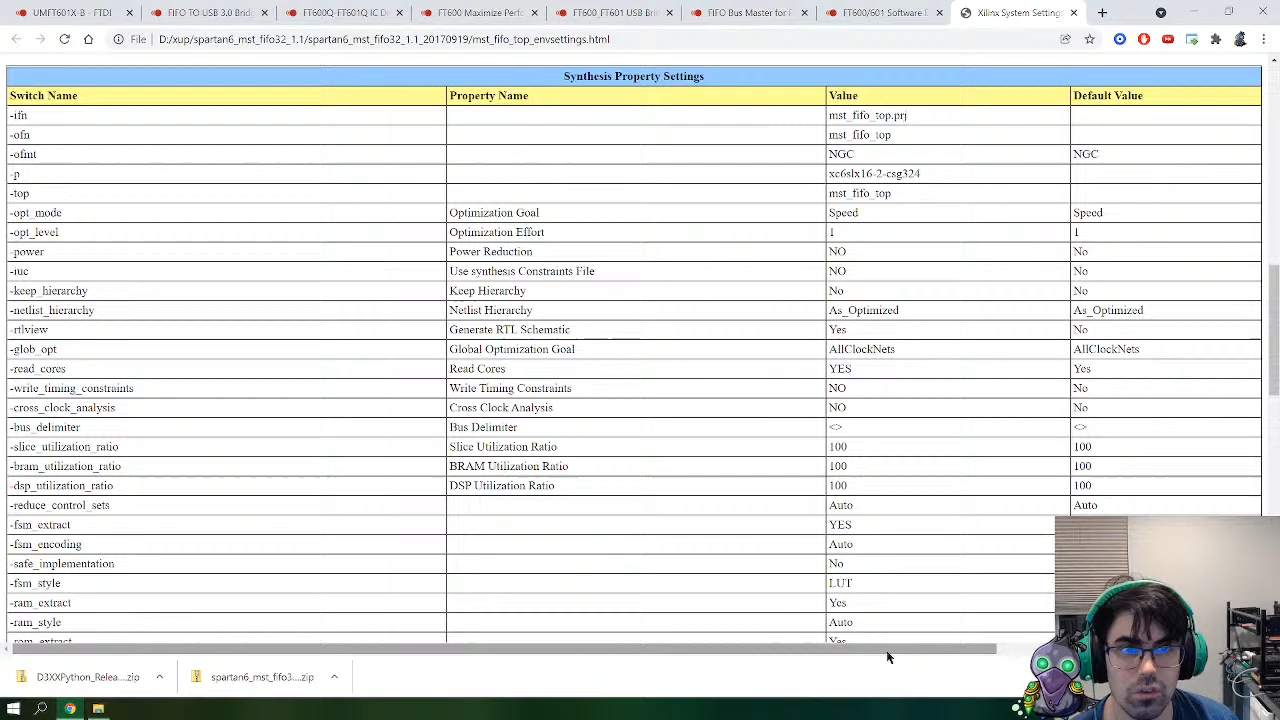 UMFT601X-B - FTDI
FIFO TO USB 3.0 Bridg
FT600Q-FT601Q IC Dr
FT600 Maximize Perfo
FT600_FT601 USB Bri
FIFO Bus Master for F
FT600/601 Software D
Xilinx System Settings
File D:/xup/spartan6_mst_fifo32_1.1/spartan6_mst_fifo32_1.1_20170919/mst_fifo_top_envsettings.html
Synthesis Property Settings
Switch Name Property Name Value Default Value
-ifn mst_fifo_top.prj
-ofn mst_fifo_top
-ofmt NGC NGC
-p xc6slx16-2-csg324
-top mst_fifo_top
-opt_mode Optimization Goal Speed Speed
-opt_level Optimization Effort 1 1
-power Power Reduction NO No
-iuc Use synthesis Constraints File NO No
-keep_hierarchy Keep Hierarchy No No
-netlist_hierarchy Netlist Hierarchy As_Optimized As_Optimized
-rtlview Generate RTL Schematic Yes No
-glob_opt Global Optimization Goal AllClockNets AllClockNets
-read_cores Read Cores YES Yes
-write_timing_constraints Write Timing Constraints NO No
-cross_clock_analysis Cross Clock Analysis NO No
-bus_delimiter Bus Delimiter <> <>
-slice_utilization_ratio Slice Utilization Ratio 100 100
-bram_utilization_ratio BRAM Utilization Ratio 100 100
-dsp_utilization_ratio DSP Utilization Ratio 100 100
-reduce_control_sets Auto Auto
-fsm_extract YES
-fsm_encoding Auto
-safe_implementation No
-fsm_style LUT
-ram_extract Yes
-ram_style Auto
-rom_extract Yes
D3XXPython_Relea....zip
spartan6_mst_fifo3....zip